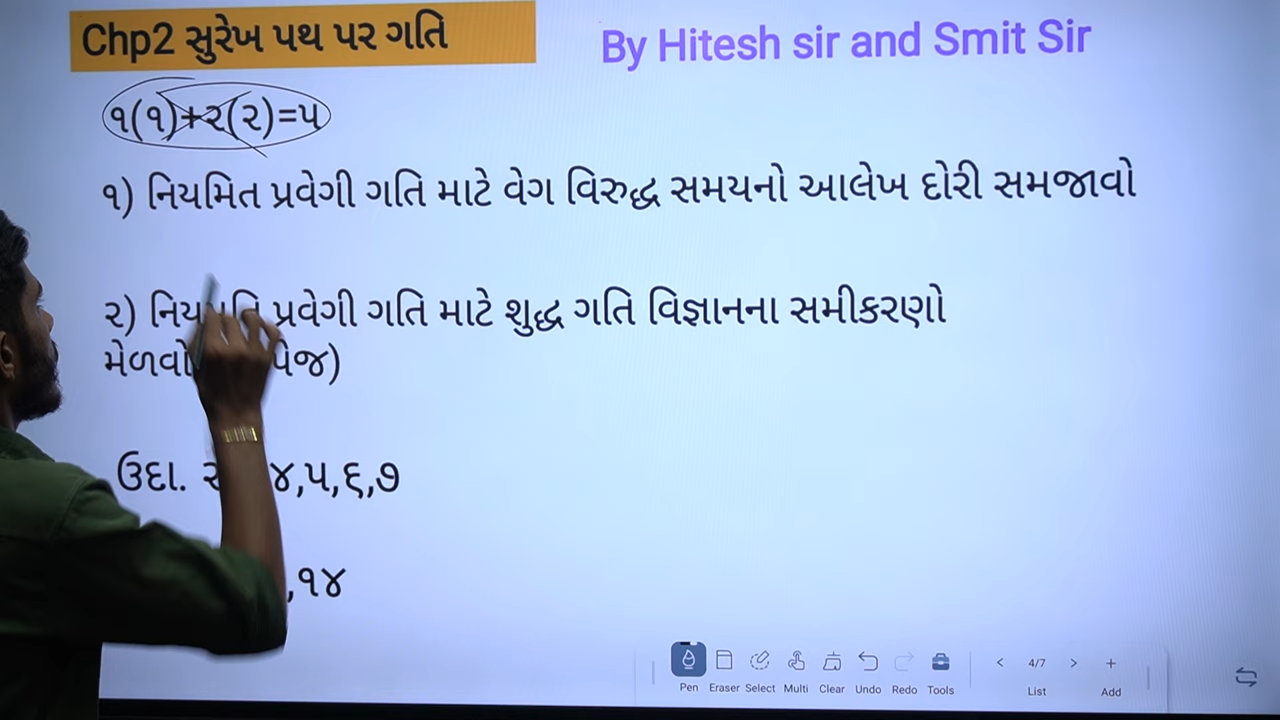 Chp2 સુરેખ પથ પર ગતિ
By Hitesh sir and Smit Sir
૧(૧)+૨(૨)=૫
૧) નિયમિત પ્રવેગી ગતિ માટે વેગ વિરુદ્ધ સમયનો આલેખ દોરી સમજાવો
૨) પ્રવેગી ગતિ માટે શુદ્ધ ગતિ વિજ્ઞાનના સમીકરણો
મેળવો
ઉદા. ૪,૫,૬,૭
,૧૪
Pen Eraser Select Multi Clear Undo Redo Tools < 4/7 > +
List Add